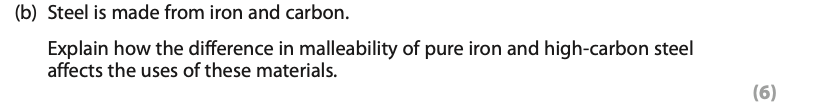 (b) Steel is made from iron and carbon.
Explain how the difference in malleability of pure iron and high-carbon steel
affects the uses of these materials.
(6)